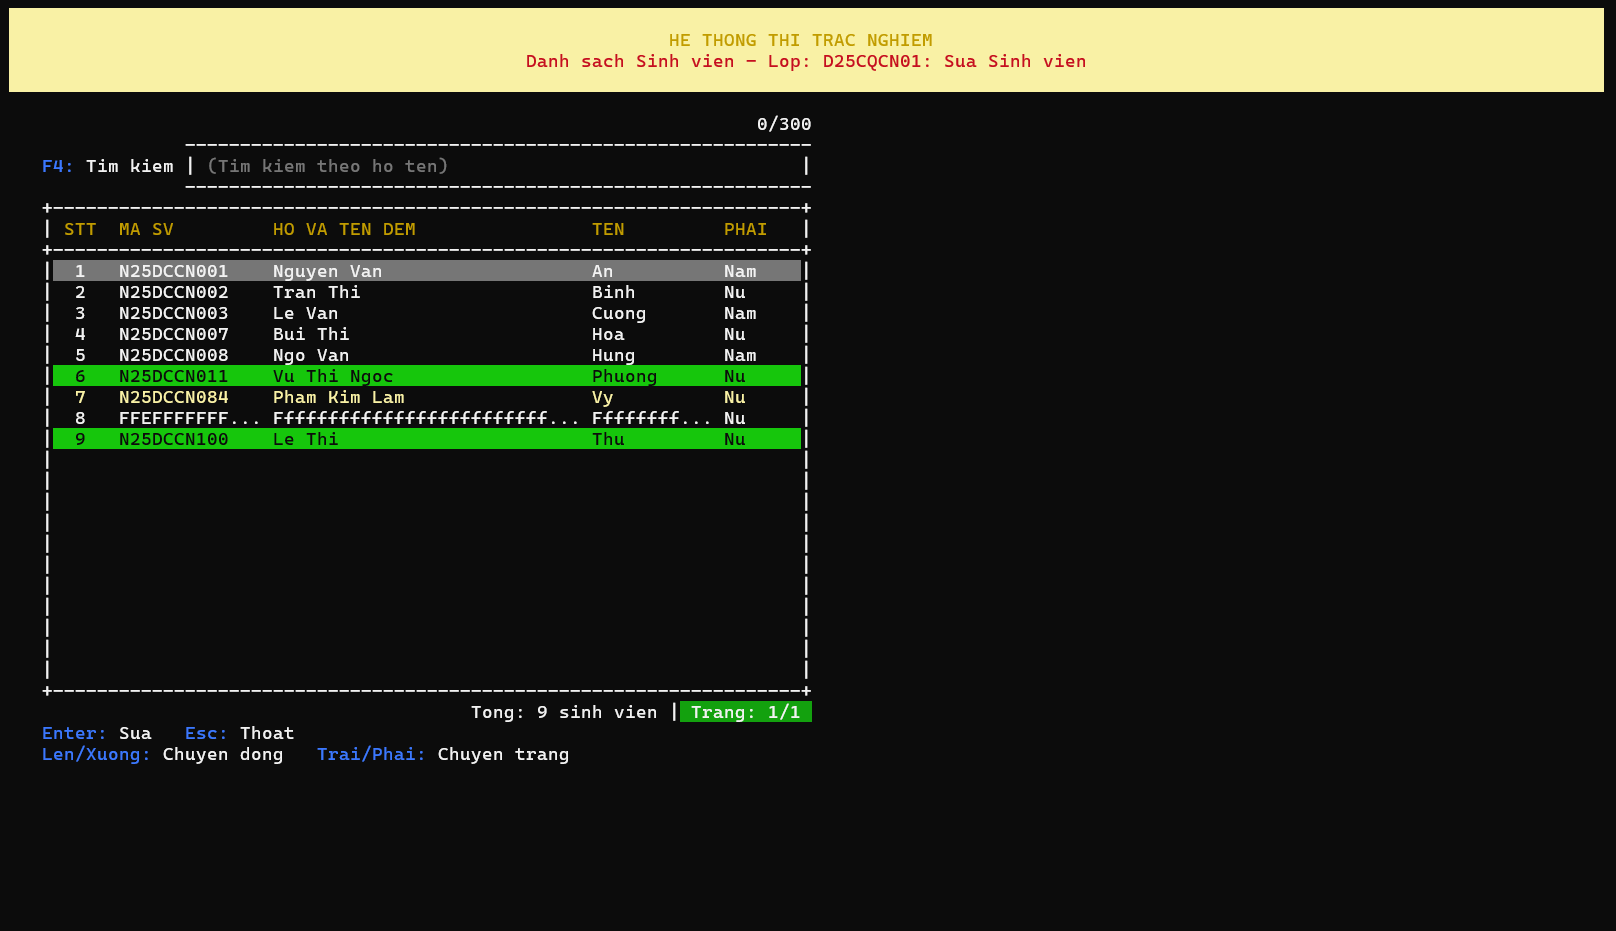 HE THONG THI TRAC NGHIEM
Danh sach Sinh vien - Lop: D25CQCN01: Sua Sinh vien
0/300
F4: Tim kiem | (Tim kiem theo ho ten) |
STT MA SV HO VA TEN DEM TEN PHAI
1 N25DCCN001 Nguyen Van An Nam
2 N25DCCN002 Tran Thi Binh Nu
3 N25DCCN003 Le Van Cuong Nam
4 N25DCCN007 Bui Thi Hoa Nu
5 N25DCCN008 Ngo Van Hung Nam
6 N25DCCN011 Vu Thi Ngoc Phuong Nu
7 N25DCCN084 Pham Kim Lam Vy Nu
8 FFEFFFFFFF... Fffffffffffffffffffffffff... Ffffffff... Nu
9 N25DCCN100 Le Thi Thu Nu
Tong: 9 sinh vien | Trang: 1/1
Enter: Sua Esc: Thoat
Len/Xuong: Chuyen dong Trai/Phai: Chuyen trang